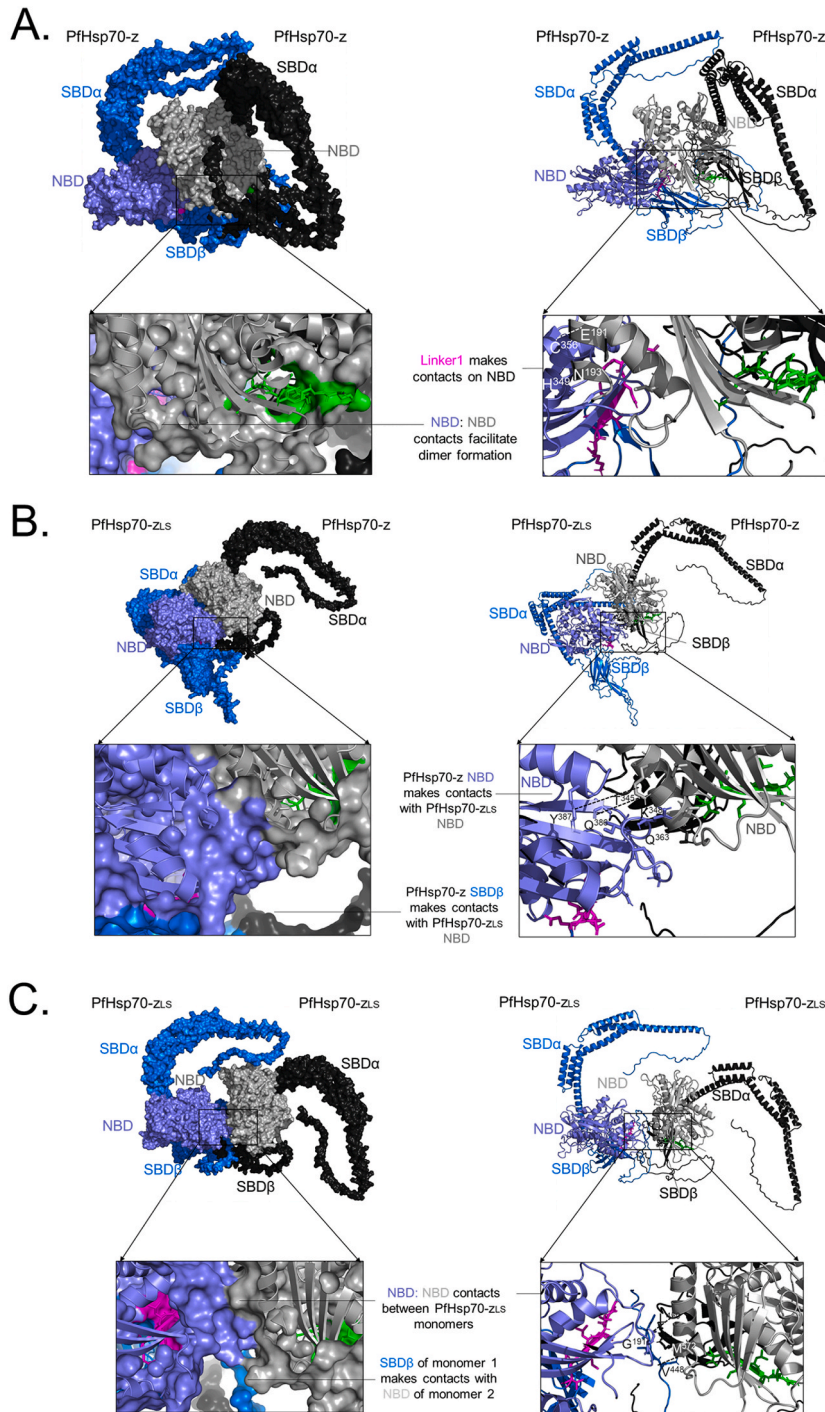 A.
PfHsp70-z
PfHsp70-z
PfHsp70-z
PfHsp70-z
SBDα
SBDα
NBD
NBD
SBDβ
SBDα
SBDα
NBD
NBD
SBDβ
SBDβ
Linker1 makes
contacts on NBD
NBD: NBD
contacts facilitate
dimer formation
E191
C356
N193
H349
B.
PfHsp70-zLS
PfHsp70-z
PfHsp70-zLS
PfHsp70-z
SBDα
NBD
SBDα
NBD
SBDβ
NBD
SBDα
SBDα
NBD
SBDβ
SBDβ
PfHsp70-z NBD
makes contacts
with PfHsp70-zLS
NBD
PfHsp70-z SBDβ
makes contacts
with PfHsp70-zLS
NBD
NBD
Y387
Q363
NBD
C.
PfHsp70-zLS
PfHsp70-zLS
PfHsp70-zLS
PfHsp70-zLS
SBDα
NBD
SBDα
NBD
SBDβ
SBDβ
SBDα
NBD
SBDα
NBD
SBDβ
SBDβ
NBD: NBD contacts
between PfHsp70-zLS
monomers
SBDβ of monomer 1
makes contacts with
NBD of monomer 2
G191
V448